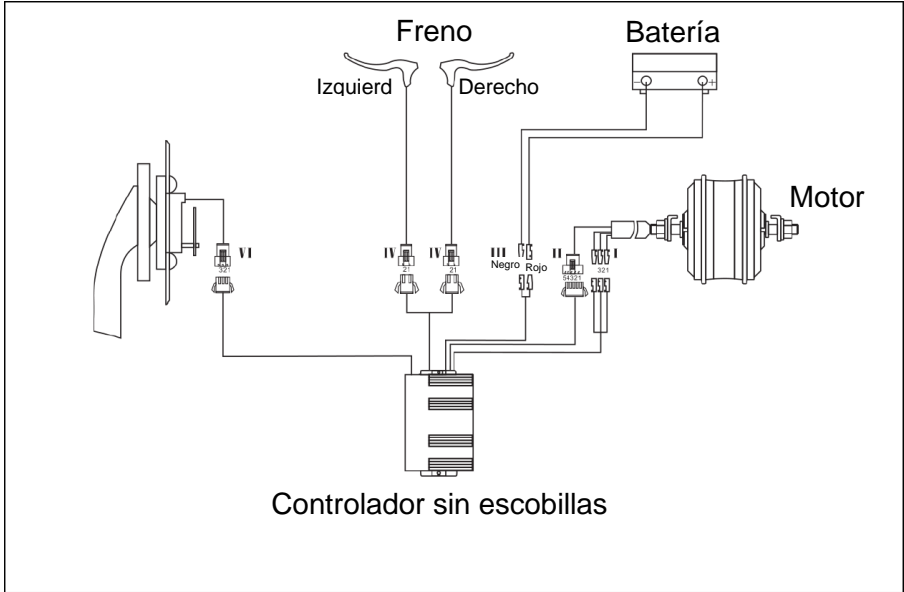 Freno
Batería
Izquierd
Derecho
- +
Motor
VI
IV
IV
III
II
I
Negro
Rojo
321
21
21
54321
321
Controlador sin escobillas